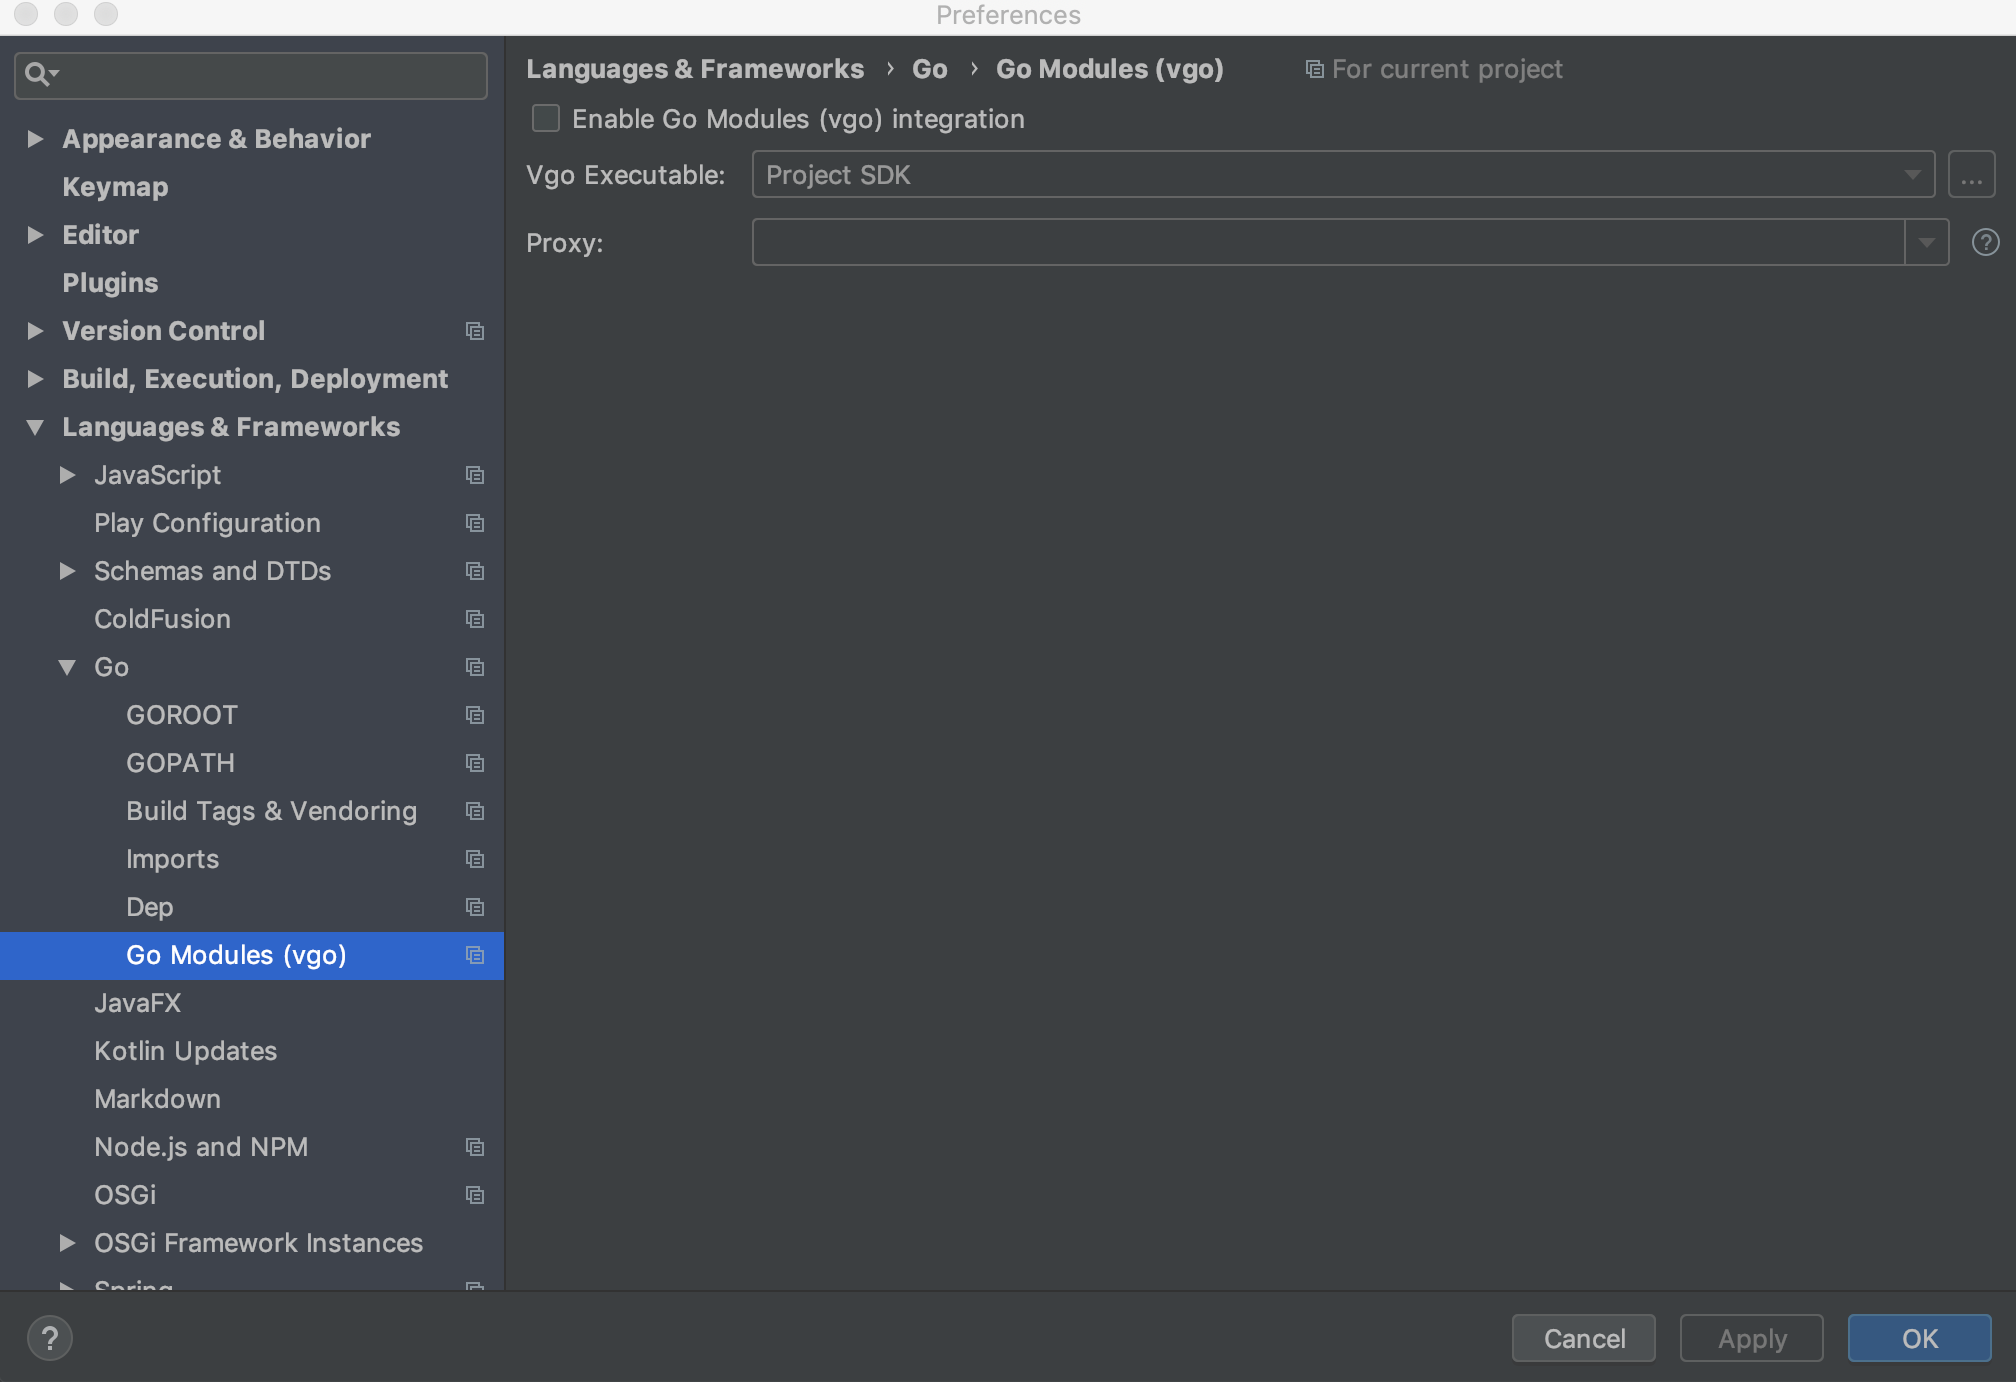 Preferences
Appearance & Behavior
Keymap
Editor
Plugins
Version Control
Build, Execution, Deployment
Languages & Frameworks
JavaScript
Play Configuration
Schemas and DTDs
ColdFusion
Go
GOROOT
GOPATH
Build Tags & Vendoring
Imports
Dep
Go Modules (vgo)
JavaFX
Kotlin Updates
Markdown
Node.js and NPM
OSGi
OSGi Framework Instances
Spring
Languages & Frameworks › Go › Go Modules (vgo) For current project
Enable Go Modules (vgo) integration
Vgo Executable: Project SDK ...
Proxy: ?
? Cancel Apply OK